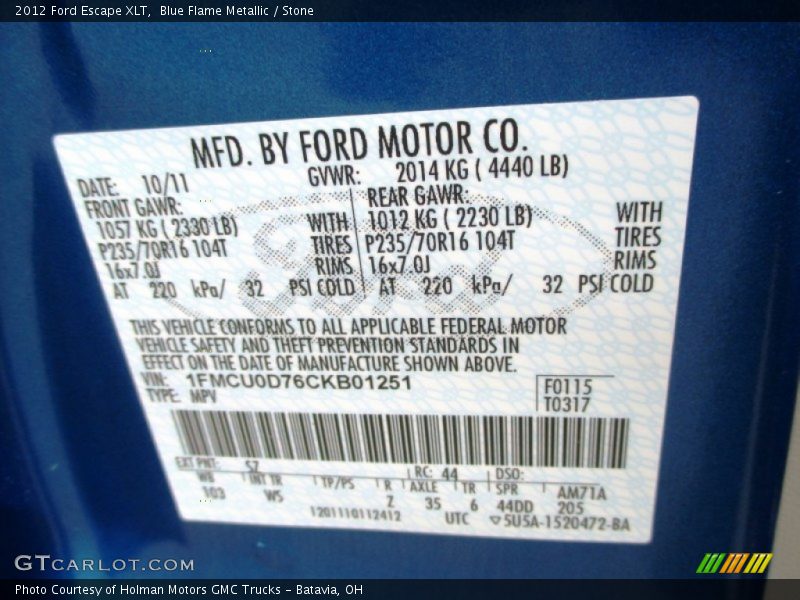 2012 Ford Escape XLT, Blue Flame Metallic / Stone
MFD. BY FORD MOTOR CO.
DATE: 10/11 GVWR: 2014 KG ( 4440 LB)
FRONT GAWR: REAR GAWR:
1057 KG ( 2330 LB) WITH 1012 KG ( 2230 LB) WITH
P235/70R16 104T TIRES P235/70R16 104T TIRES
16x7.0J RIMS 16x7.0J RIMS
AT 220 kPa/ 32 PSI COLD AT 220 kPa/ 32 PSI COLD
THIS VEHICLE CONFORMS TO ALL APPLICABLE FEDERAL MOTOR
VEHICLE SAFETY AND THEFT PREVENTION STANDARDS IN
EFFECT ON THE DATE OF MANUFACTURE SHOWN ABOVE.
VIN: 1FMCU0D76CKB01251 F0115
TYPE: MPV T0317
EXT PNT: SZ RC: 44 DSO:
WB INT TR TP/PS R AXLE TR SPR AM71A
103 WS Z 35 6 44DD 205
1201110112412 UTC ▽5U5A-1520472-BA
GTCARLOT.COM
Photo Courtesy of Holman Motors GMC Trucks - Batavia, OH